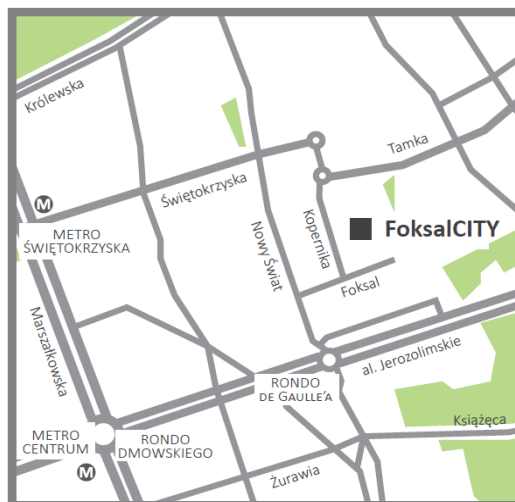 Królewska
Tamka
Świętokrzyska
M
METRO
ŚWIĘTOKRZYSKA
Kopernika
Nowy Świat
FoksalCITY
Foksal
Marszałkowska
al. Jerozolimskie
RONDO
DE GAULLE'A
Książęca
METRO
CENTRUM
RONDO
DMOWSKIEGO
M
Żurawia